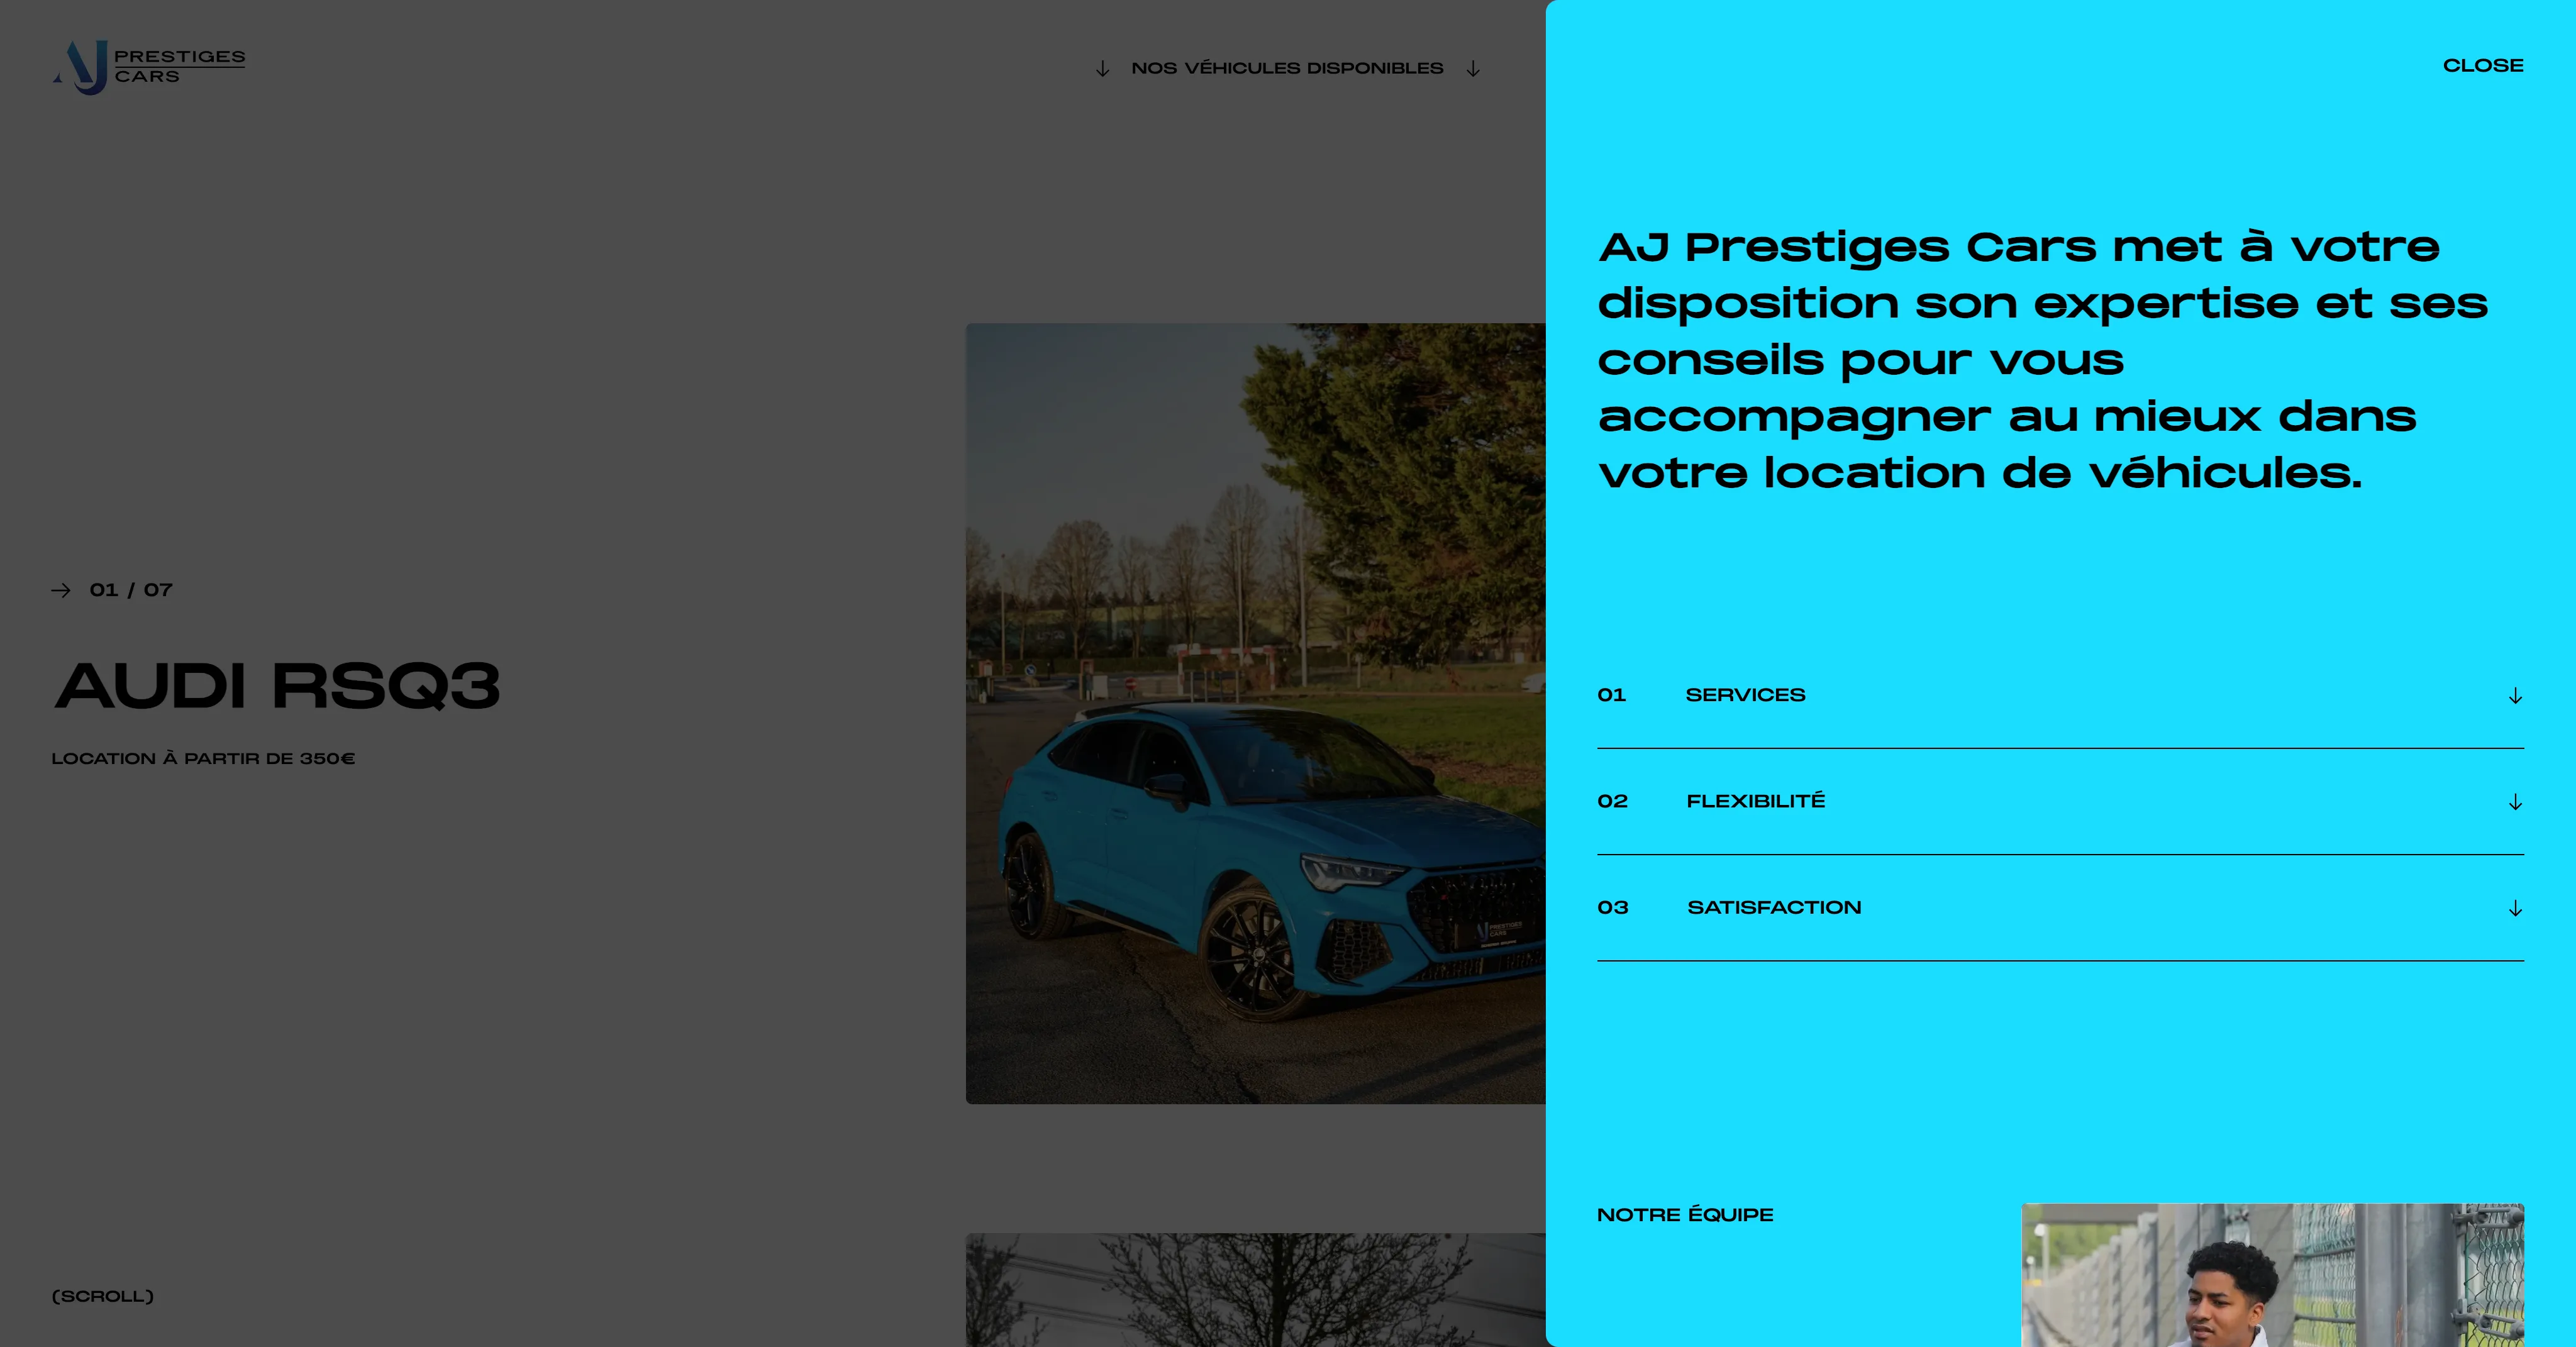 PRESTIGES
CARS
NOS VÉHICULES DISPONIBLES
01 / 07
AUDI RSQ3
LOCATION À PARTIR DE 350€
(SCROLL)
PRESTIGES
CARS
CLOSE
AJ Prestiges Cars met à votre
disposition son expertise et ses
conseils pour vous
accompagner au mieux dans
votre location de véhicules.
01 SERVICES
02 FLEXIBILITÉ
03 SATISFACTION
NOTRE ÉQUIPE